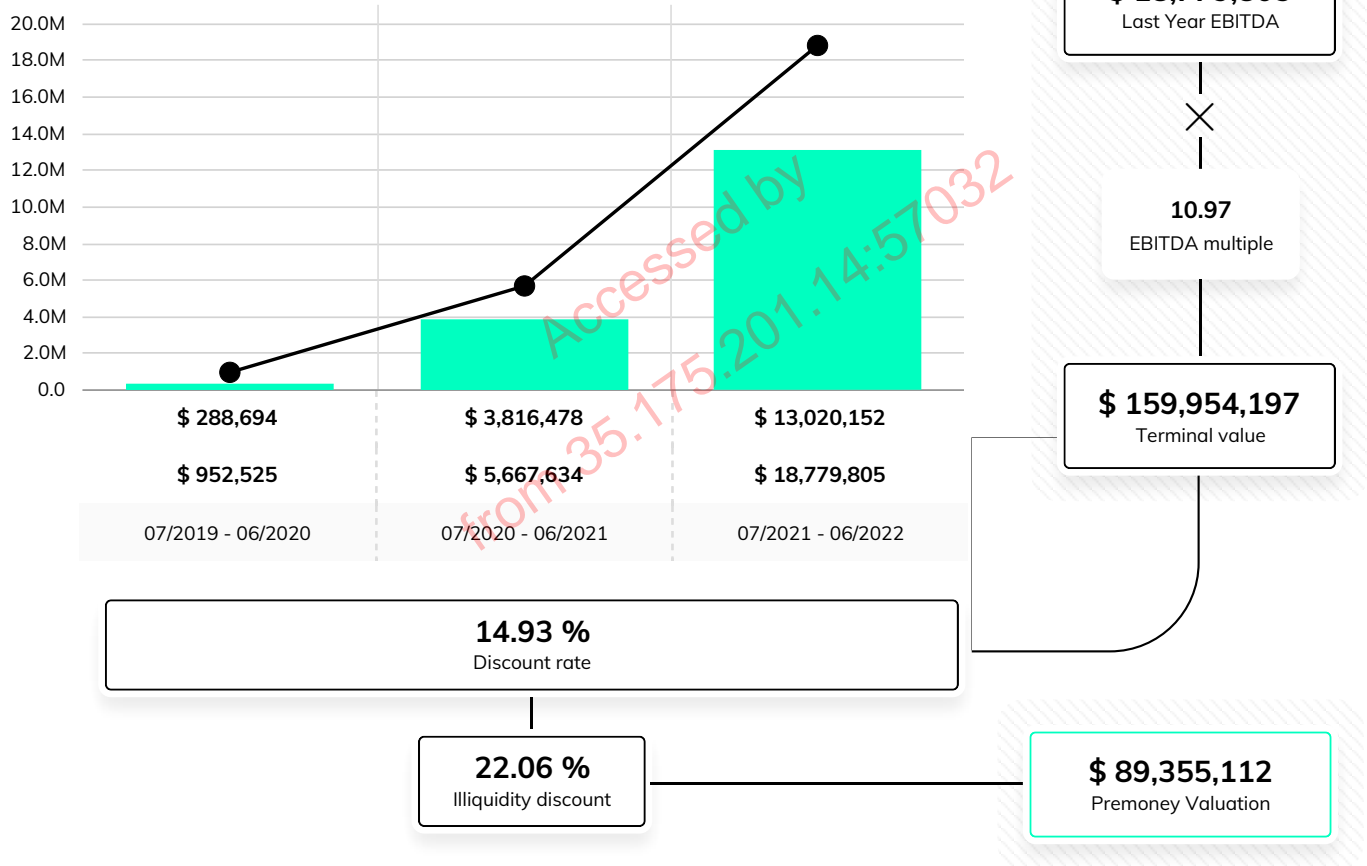 20.0M
18.0M
16.0M
14.0M
12.0M
10.0M
8.0M
6.0M
4.0M
2.0M
0.0
$ 288,694 $ 3,816,478 $ 13,020,152
$ 952,525 $ 5,667,634 $ 18,779,805
07/2019 - 06/2020 07/2020 - 06/2021 07/2021 - 06/2022
Accessed by
from 35.175.201.14:57032
Last Year EBITDA
10.97
EBITDA multiple
$ 159,954,197
Terminal value
14.93 %
Discount rate
22.06 %
Illiquidity discount
$ 89,355,112
Premoney Valuation